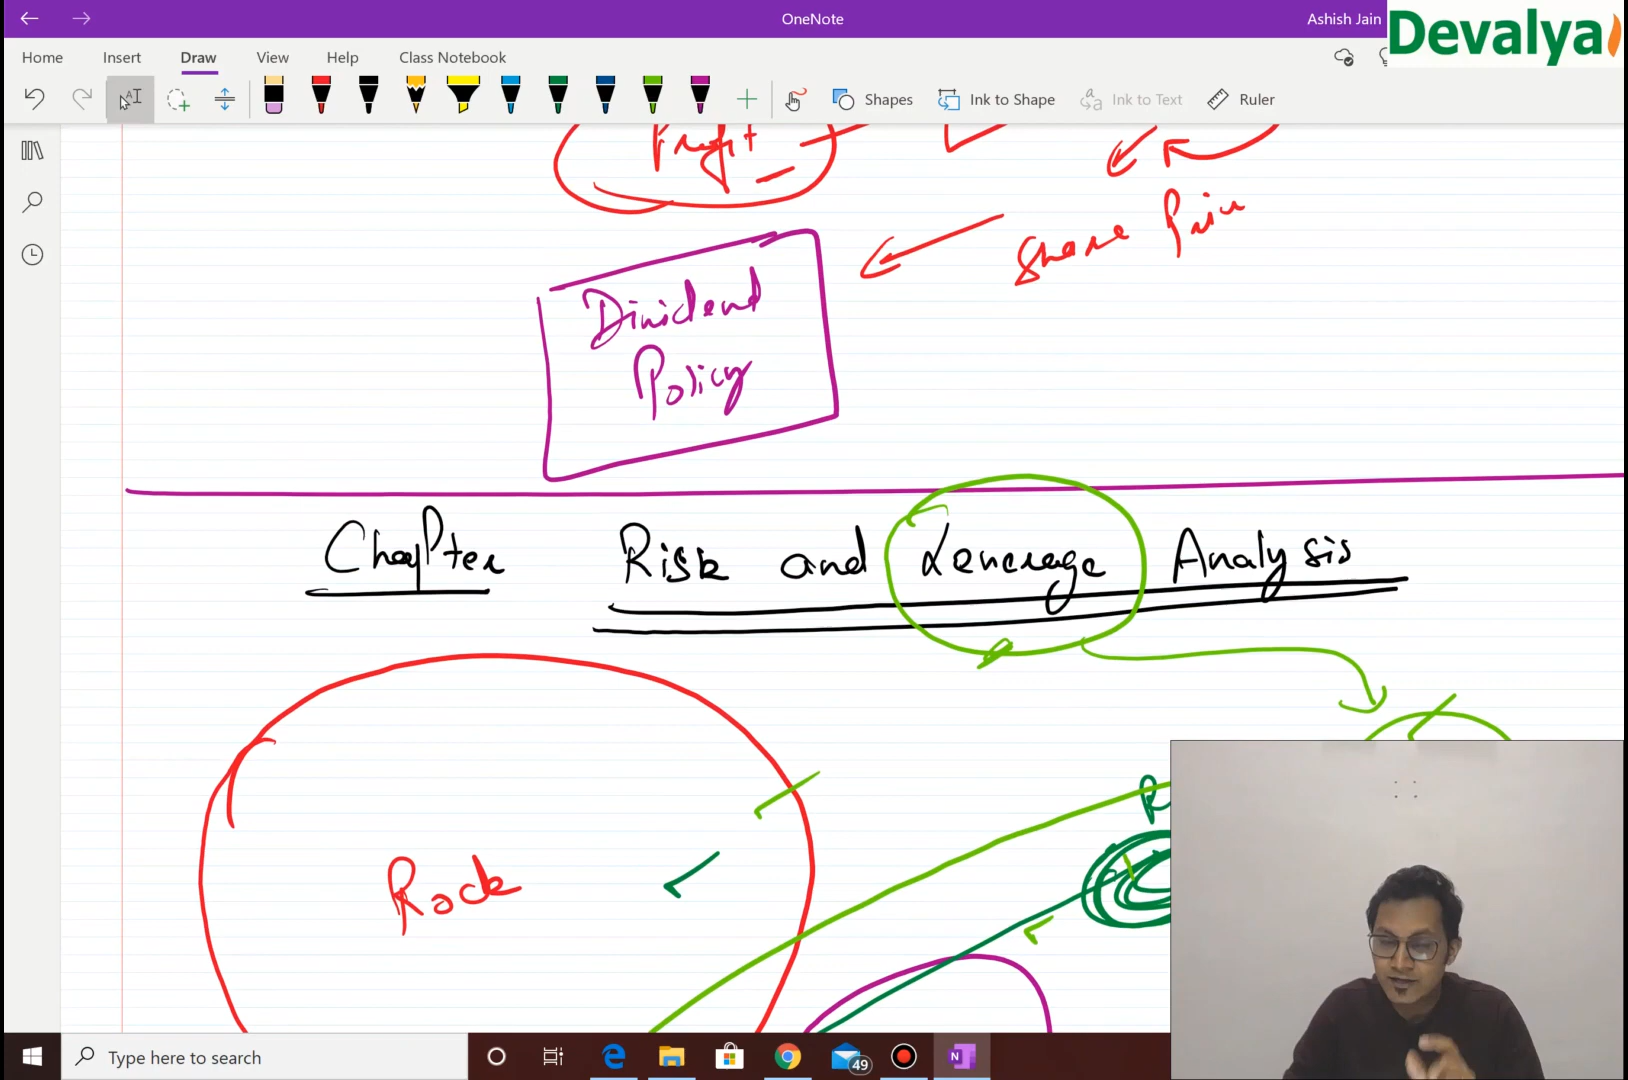 OneNote
Ashish Jain
Devalya
Home Insert Draw View Help Class Notebook
Shapes Ink to Shape Ink to Text Ruler
Profit
Share Price
Dividend
Policy
Chapter Risk and Leverage Analysis
R
Rock
Type here to search
49
N